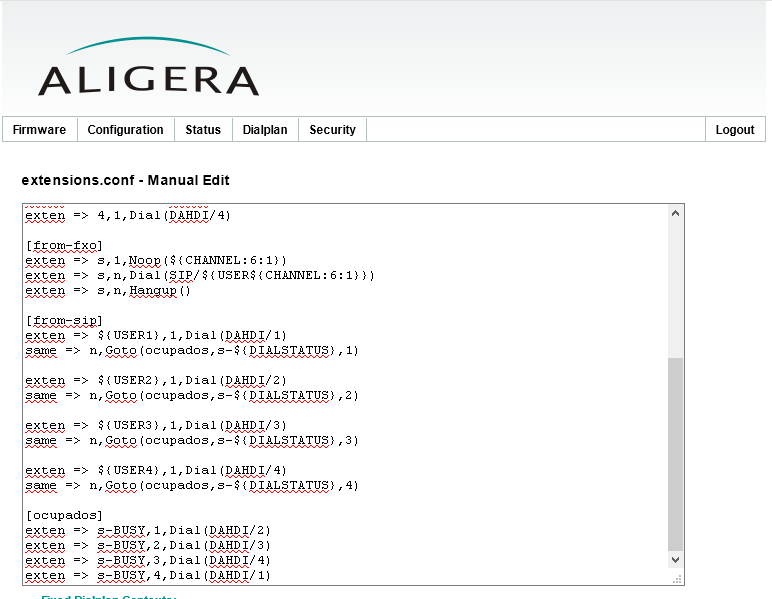 ALIGERA
Firmware Configuration Status Dialplan Security Logout
extensions.conf - Manual Edit
exten => 4,1,Dial(DAHDI/4)
[from-fxo]
exten => s,1,Noop(${CHANNEL:6:1})
exten => s,n,Dial(SIP/${USER${CHANNEL:6:1}})
exten => s,n,Hangup()
[from-sip]
exten => ${USER1},1,Dial(DAHDI/1)
same => n,Goto(ocupados,s-${DIALSTATUS},1)
exten => ${USER2},1,Dial(DAHDI/2)
same => n,Goto(ocupados,s-${DIALSTATUS},2)
exten => ${USER3},1,Dial(DAHDI/3)
same => n,Goto(ocupados,s-${DIALSTATUS},3)
exten => ${USER4},1,Dial(DAHDI/4)
same => n,Goto(ocupados,s-${DIALSTATUS},4)
[ocupados]
exten => s-BUSY,1,Dial(DAHDI/2)
exten => s-BUSY,2,Dial(DAHDI/3)
exten => s-BUSY,3,Dial(DAHDI/4)
exten => s-BUSY,4,Dial(DAHDI/1)
Fixed Dialplan Contexts: